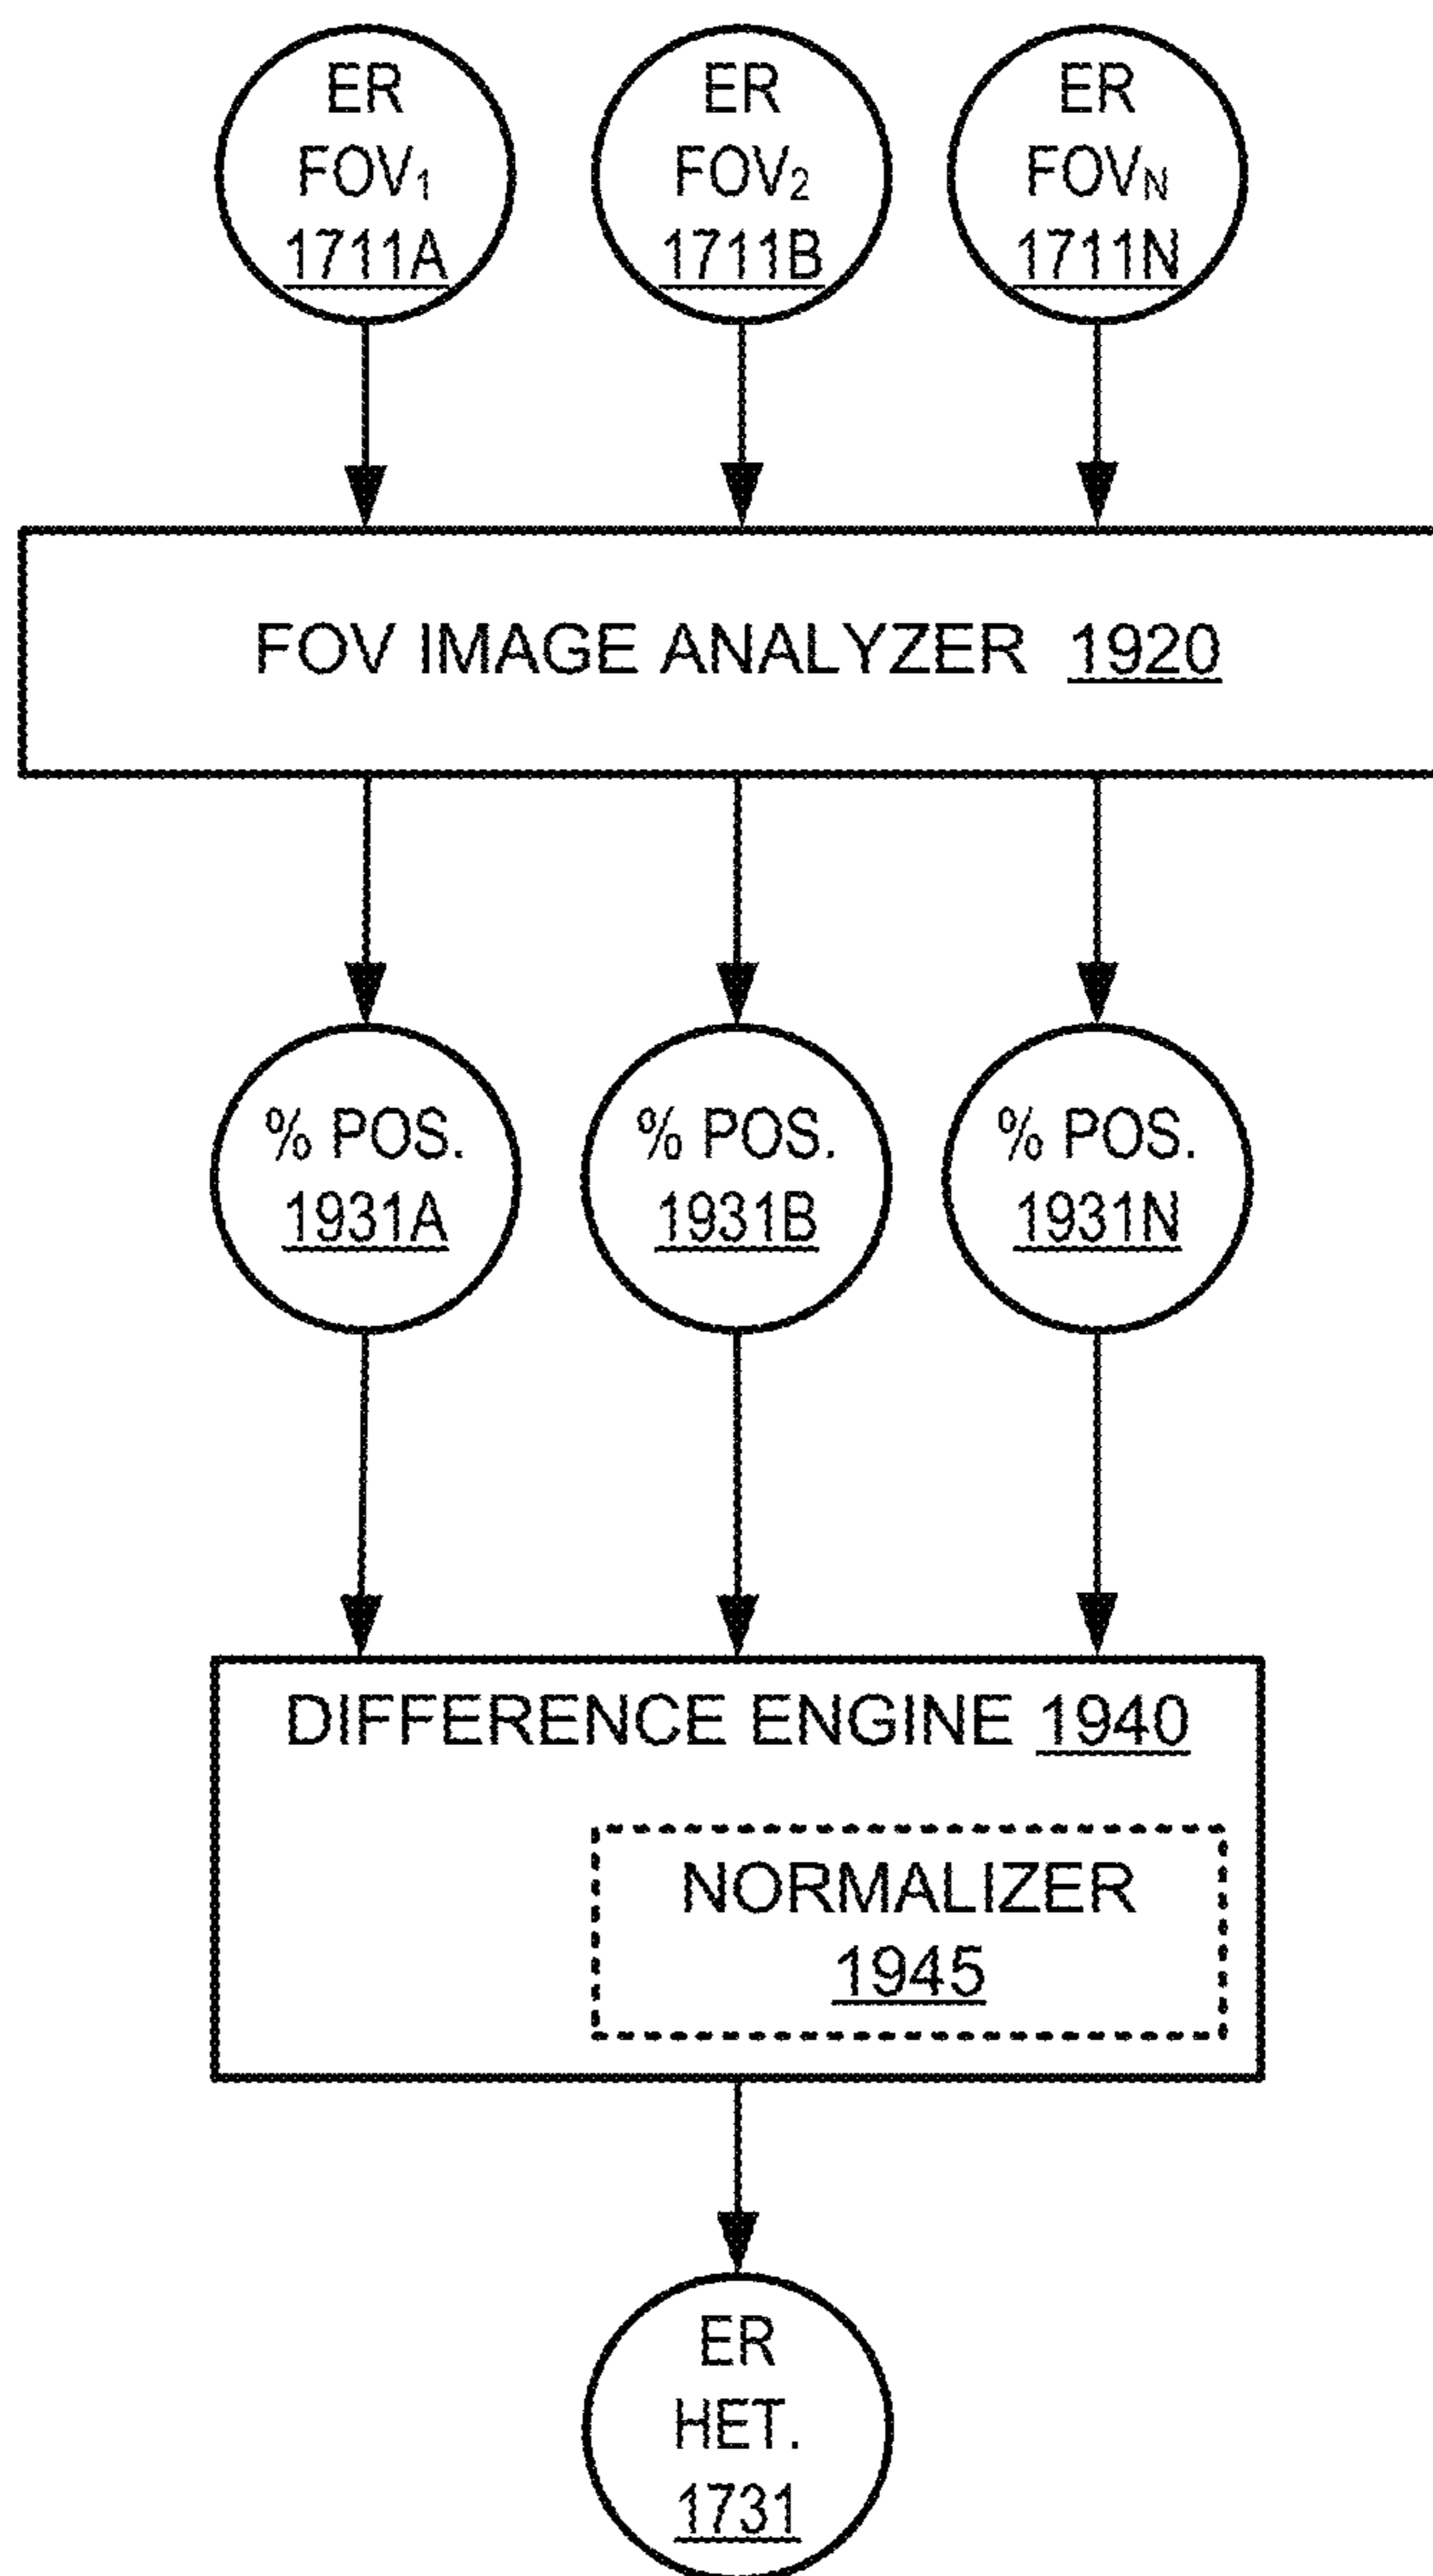 ER
FOV₁
1711A
ER
FOV₂
1711B
ER
FOVN
1711N
FOV IMAGE ANALYZER 1920
% POS.
1931A
% POS.
1931B
% POS.
1931N
DIFFERENCE ENGINE 1940
NORMALIZER
1945
ER
HET.
1731